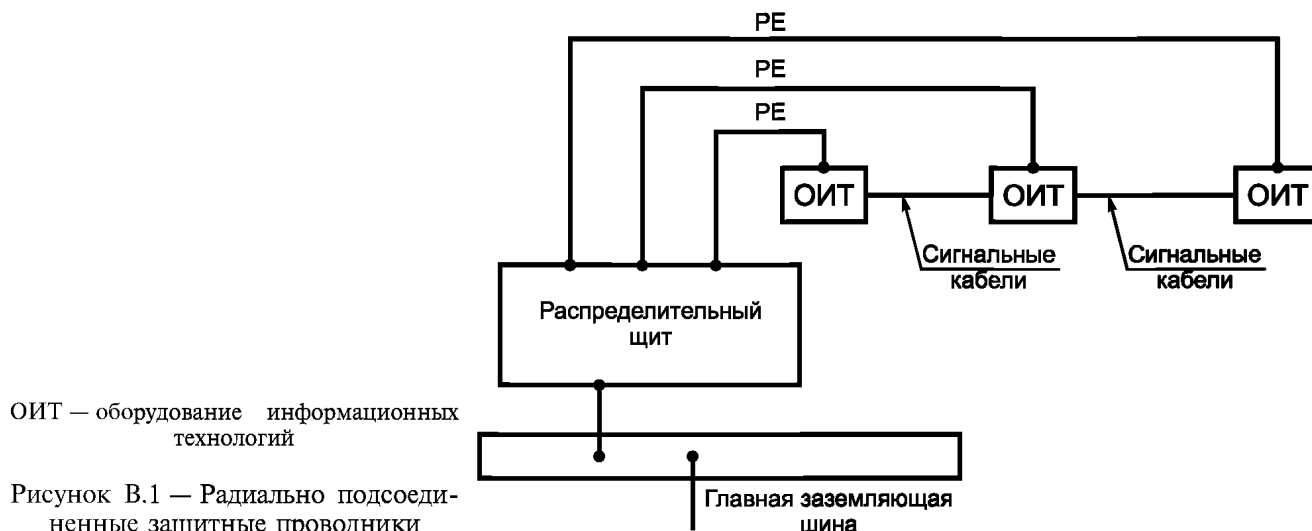 PE
PE
PE
ОИТ
ОИТ
ОИТ
Сигнальные
кабели
Сигнальные
кабели
Распределительный
щит
ОИТ — оборудование информационных
технологий
Рисунок В.1 — Радиально подсоеди-
ненные защитные проводники
Главная заземляющая
шина